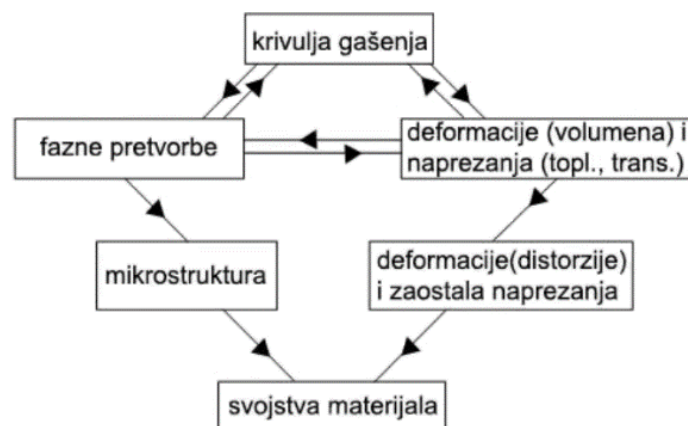 krivulja gašenja
fazne pretvorbe
deformacije (volumena) i
naprezanja (topl., trans.)
mikrostruktura
deformacije(distorzije)
i zaostala naprezanja
svojstva materijala